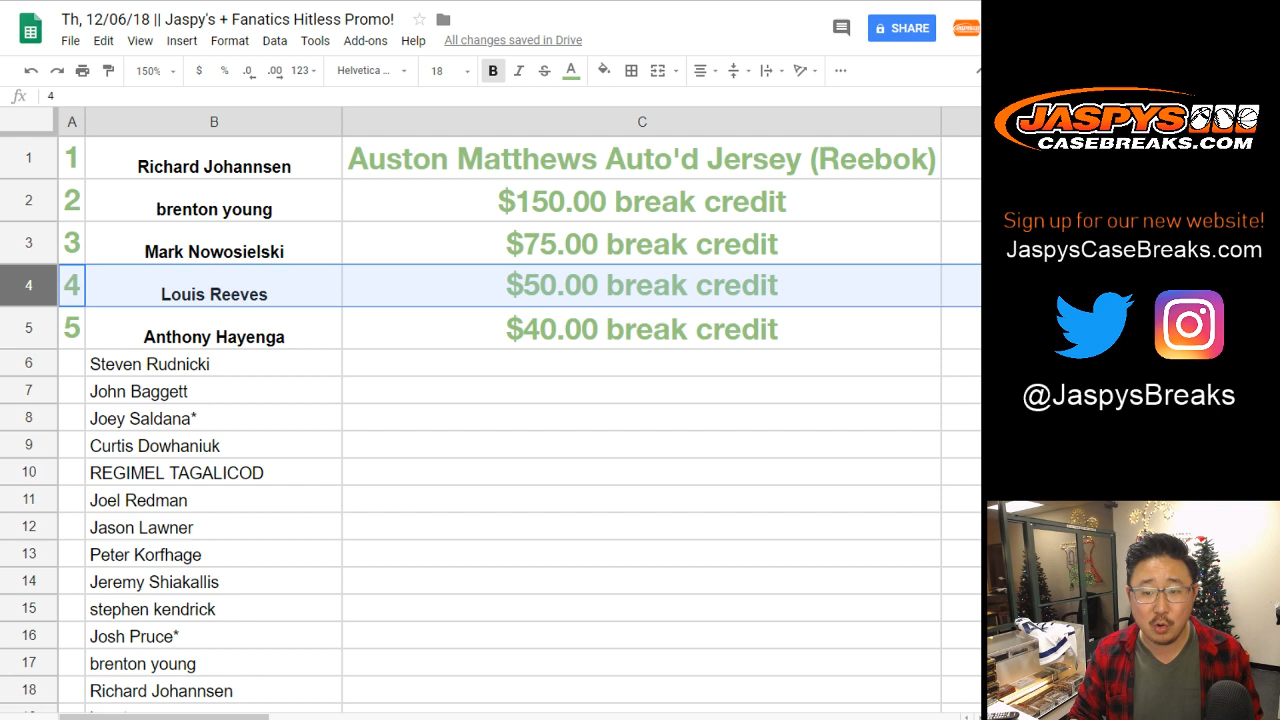 Th, 12/06/18 || Jaspy's + Fanatics Hitless Promo!
File Edit View Insert Format Data Tools Add-ons Help All changes saved in Drive
SHARE
150% $ % .0 .00 123 Helvetica ... 18 B I S A
fx 4
A B C
1 1 Richard Johannsen Auston Matthews Auto'd Jersey (Reebok)
2 2 brenton young $150.00 break credit
3 3 Mark Nowosielski $75.00 break credit
4 4 Louis Reeves $50.00 break credit
5 5 Anthony Hayenga $40.00 break credit
6 Steven Rudnicki
7 John Baggett
8 Joey Saldana*
9 Curtis Dowhaniuk
10 REGIMEL TAGALICOD
11 Joel Redman
12 Jason Lawner
13 Peter Korfhage
14 Jeremy Shiakallis
15 stephen kendrick
16 Josh Pruce*
17 brenton young
18 Richard Johannsen
JASPYS
CASEBREAKS.COM
Sign up for our new website!
JaspysCaseBreaks.com
@JaspysBreaks